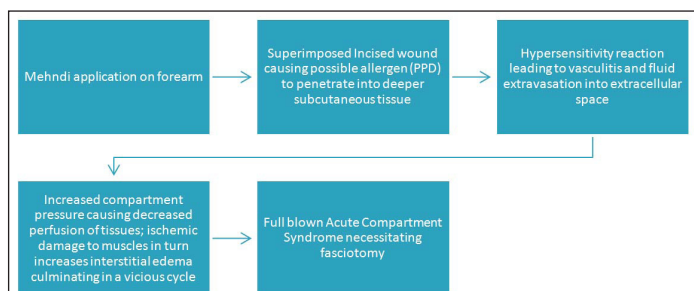 Mehndi application on forearm
Superimposed Incised wound
causing possible allergen (PPD)
to penetrate into deeper
subcutaneous tissue
Hypersensitivity reaction
leading to vasculitis and fluid
extravasation into extracellular
space
Increased compartment
pressure causing decreased
perfusion of tissues; ischemic
damage to muscles in turn
increases interstitial edema
culminating in a vicious cycle
Full blown Acute Compartment
Syndrome necessitating
fasciotomy